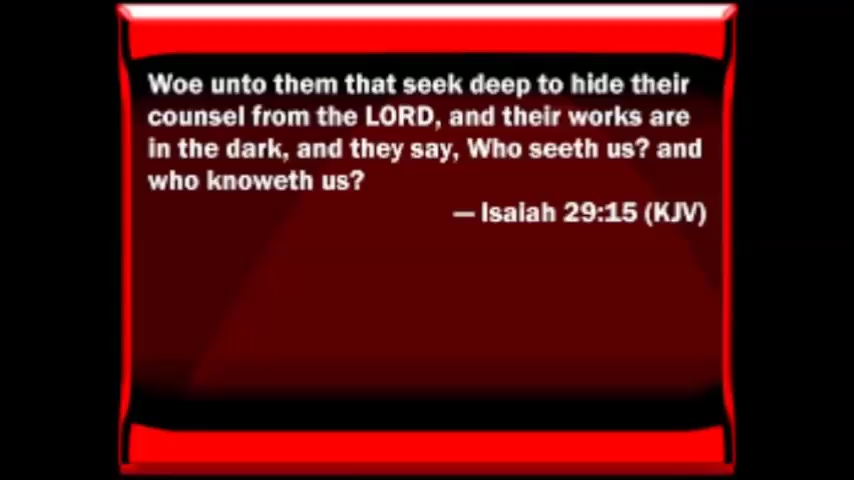 Woe unto them that seek deep to hide their
counsel from the LORD, and their works are
in the dark, and they say, Who seeth us? and
who knoweth us?
— Isaiah 29:15 (KJV)